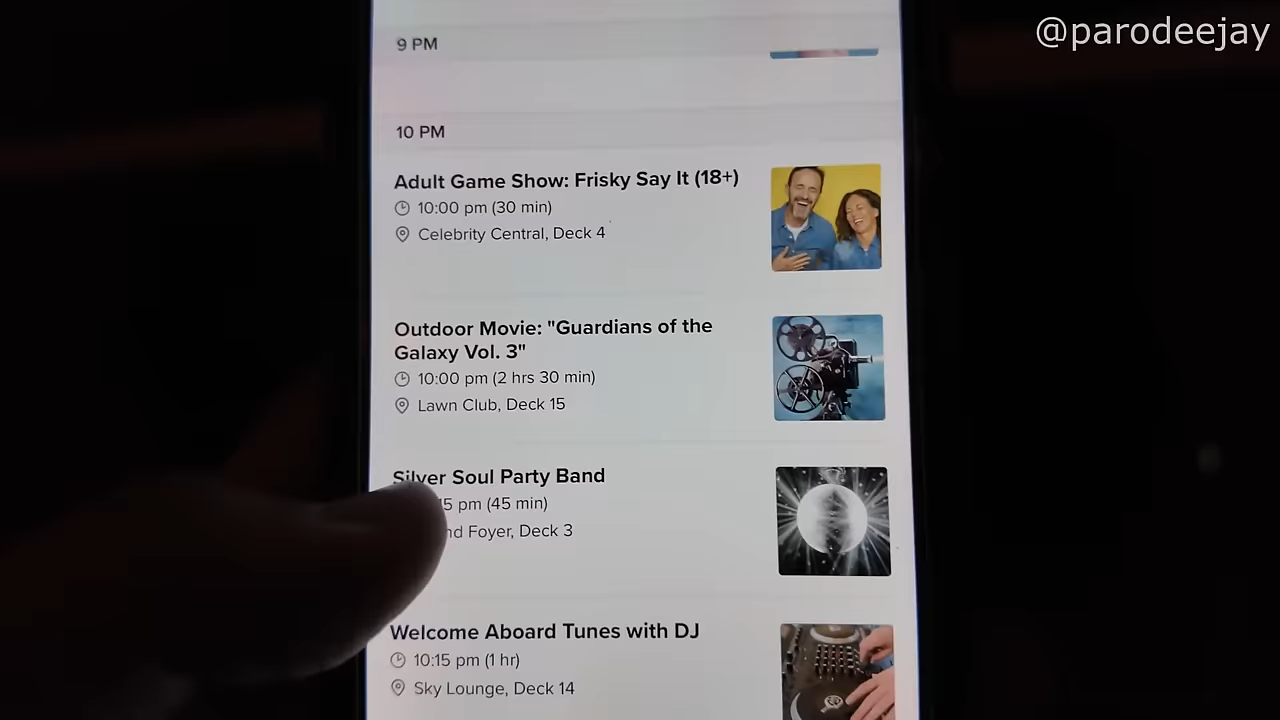 @parodeejay
9 PM
10 PM
Adult Game Show: Frisky Say It (18+)
10:00 pm (30 min)
Celebrity Central, Deck 4
Outdoor Movie: "Guardians of the
Galaxy Vol. 3"
10:00 pm (2 hrs 30 min)
Lawn Club, Deck 15
Silver Soul Party Band
pm (45 min)
Foyer, Deck 3
Welcome Aboard Tunes with DJ
10:15 pm (1 hr)
Sky Lounge, Deck 14